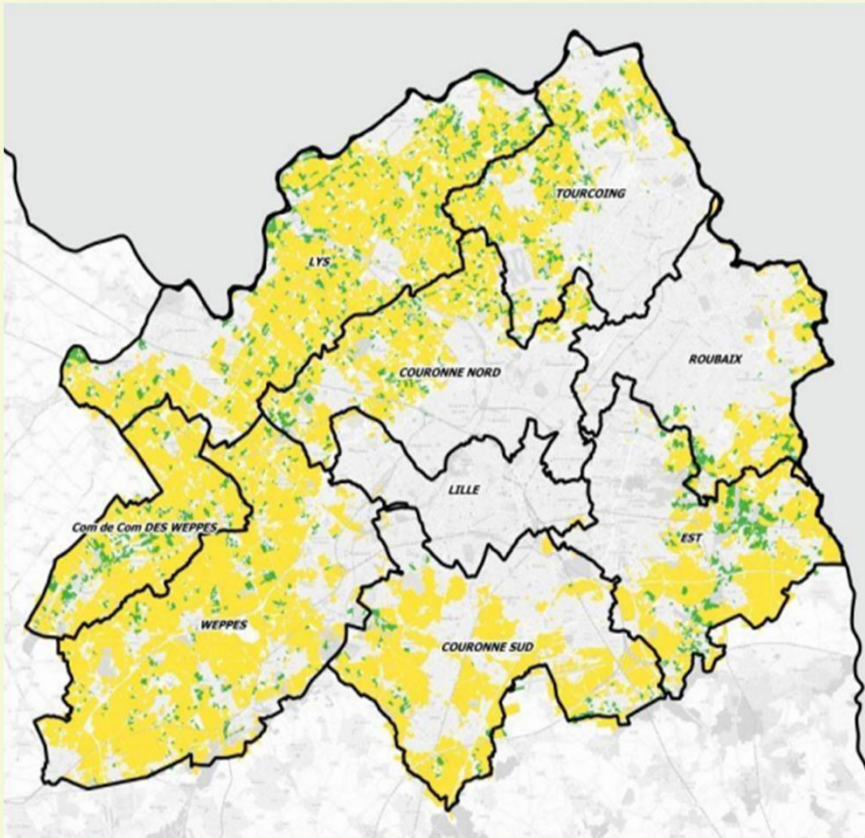 TOURCOING
LYS
ROUBAIX
COURONNE NORD
LILLE
Com de Com DES WEPPES
EST
WEPPES
COURONNE SUD